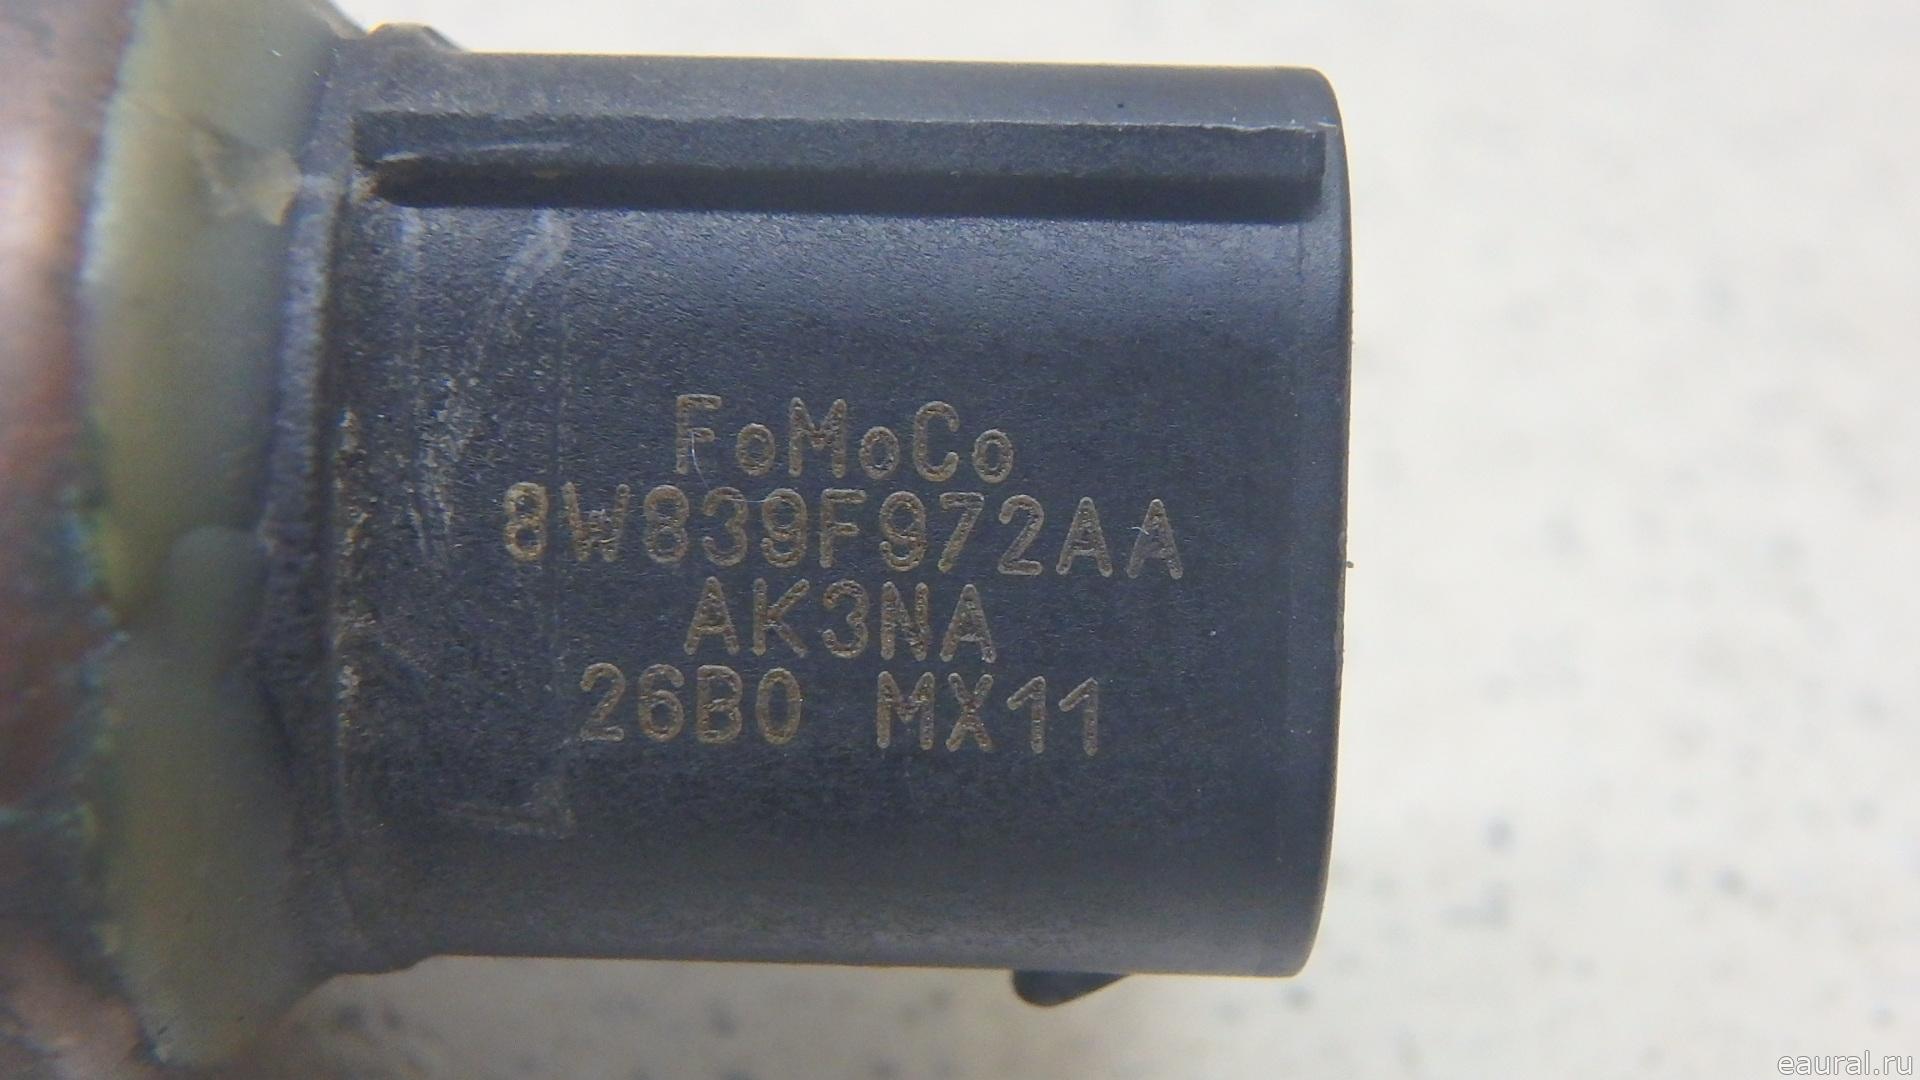 FoMoCo
8W839F972AA
AK3NA
26B0 MX11
eaural.ru